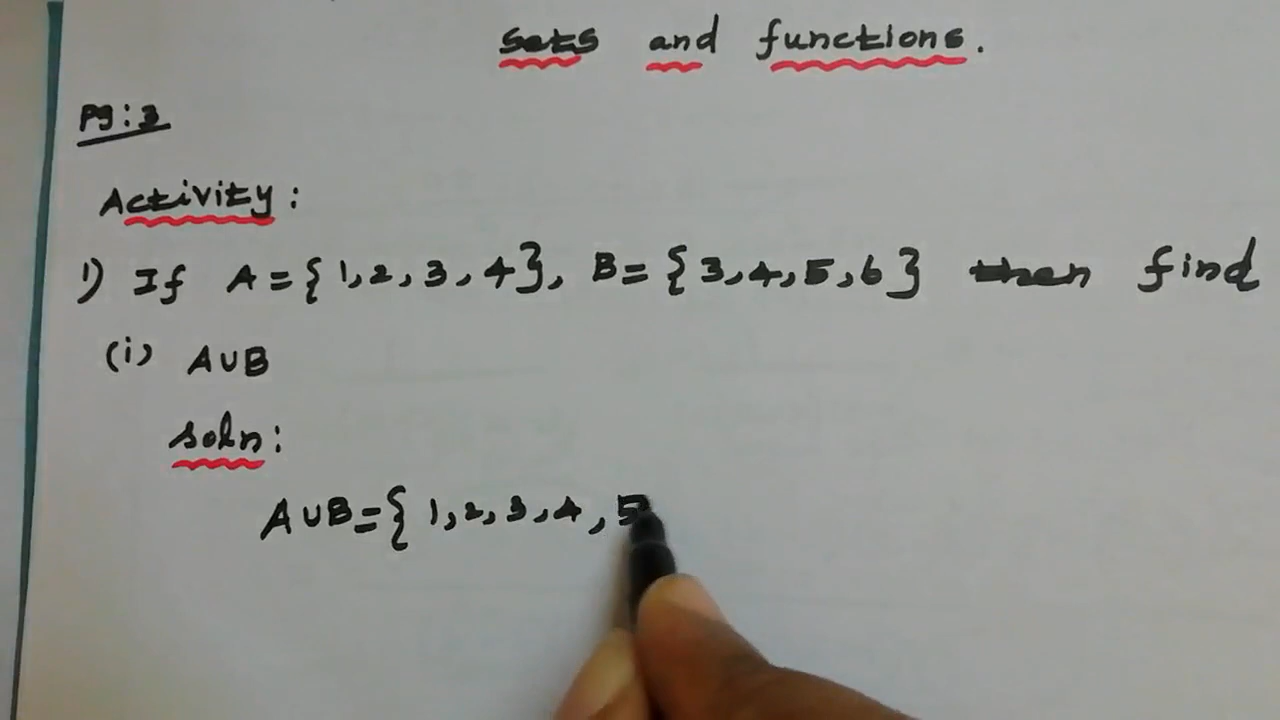 Sets and functions.
Pg:3
Activity:
1) If A={1,2,3,4}, B={3,4,5,6} then find
(i) A∪B
soln:
A∪B={1,2,3,4,5